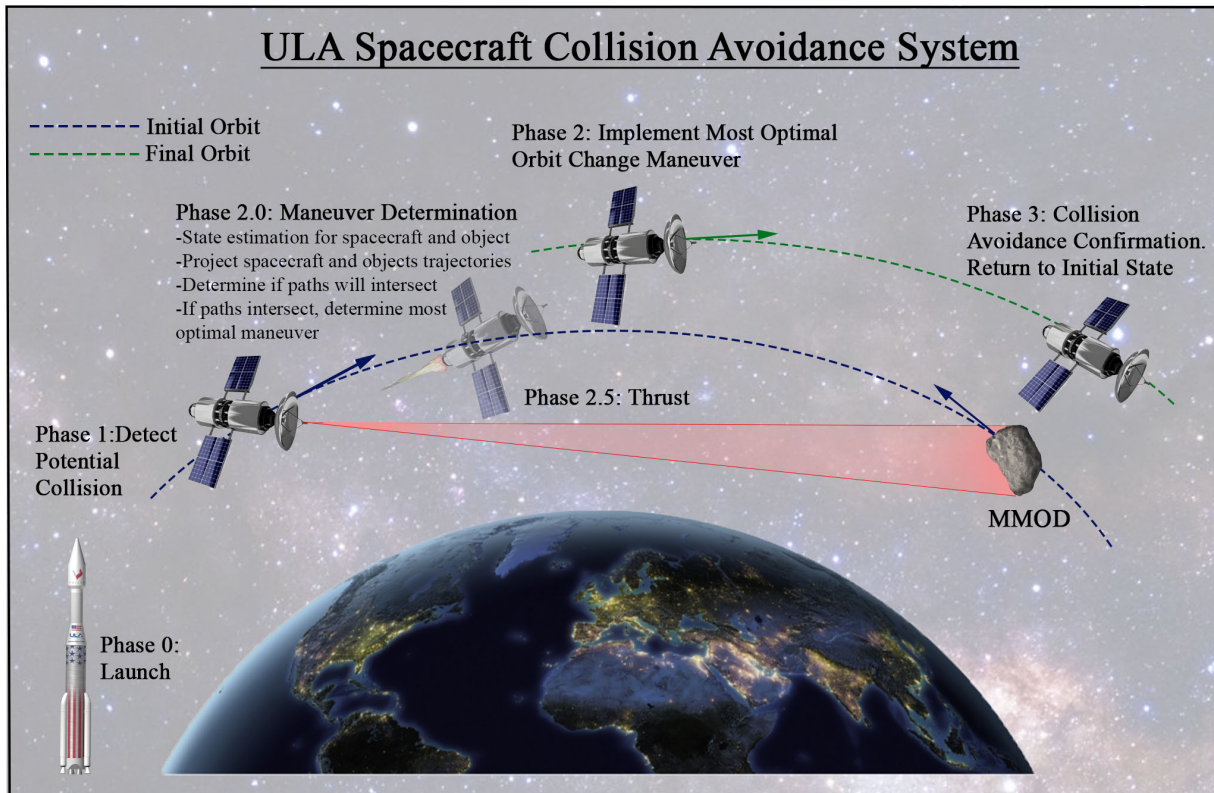 ULA Spacecraft Collision Avoidance System
Initial Orbit
Final Orbit
Phase 2: Implement Most Optimal
Orbit Change Maneuver
Phase 2.0: Maneuver Determination
-State estimation for spacecraft and object
-Project spacecraft and objects trajectories
-Determine if paths will intersect
-If paths intersect, determine most
optimal maneuver
Phase 3: Collision
Avoidance Confirmation.
Return to Initial State
Phase 2.5: Thrust
Phase 1:Detect
Potential
Collision
MMOD
Phase 0:
Launch
ULA